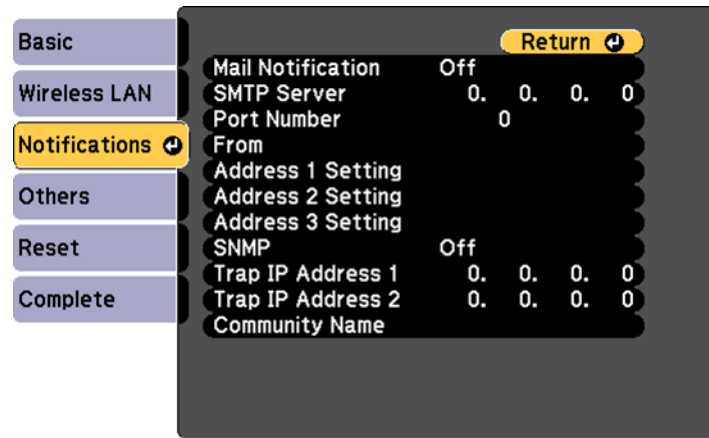 Basic
Wireless LAN
Notifications
Others
Reset
Complete
Return
Mail Notification Off
SMTP Server 0. 0. 0. 0
Port Number 0
From
Address 1 Setting
Address 2 Setting
Address 3 Setting
SNMP Off
Trap IP Address 1 0. 0. 0. 0
Trap IP Address 2 0. 0. 0. 0
Community Name